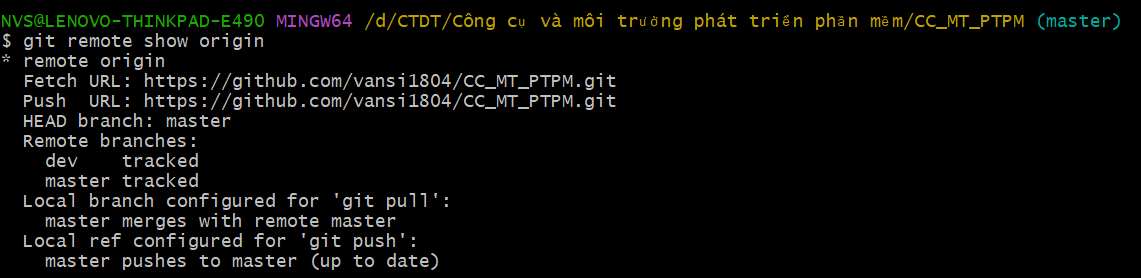 NVS@LENOVO-THINKPAD-E490 MINGW64 /d/CTDT/Công cụ và môi trường phát triển phần mềm/CC_MT_PTPM (master)
$ git remote show origin
* remote origin
  Fetch URL: https://github.com/vansi1804/CC_MT_PTPM.git
  Push  URL: https://github.com/vansi1804/CC_MT_PTPM.git
  HEAD branch: master
  Remote branches:
    dev    tracked
    master tracked
  Local branch configured for 'git pull':
    master merges with remote master
  Local ref configured for 'git push':
    master pushes to master (up to date)